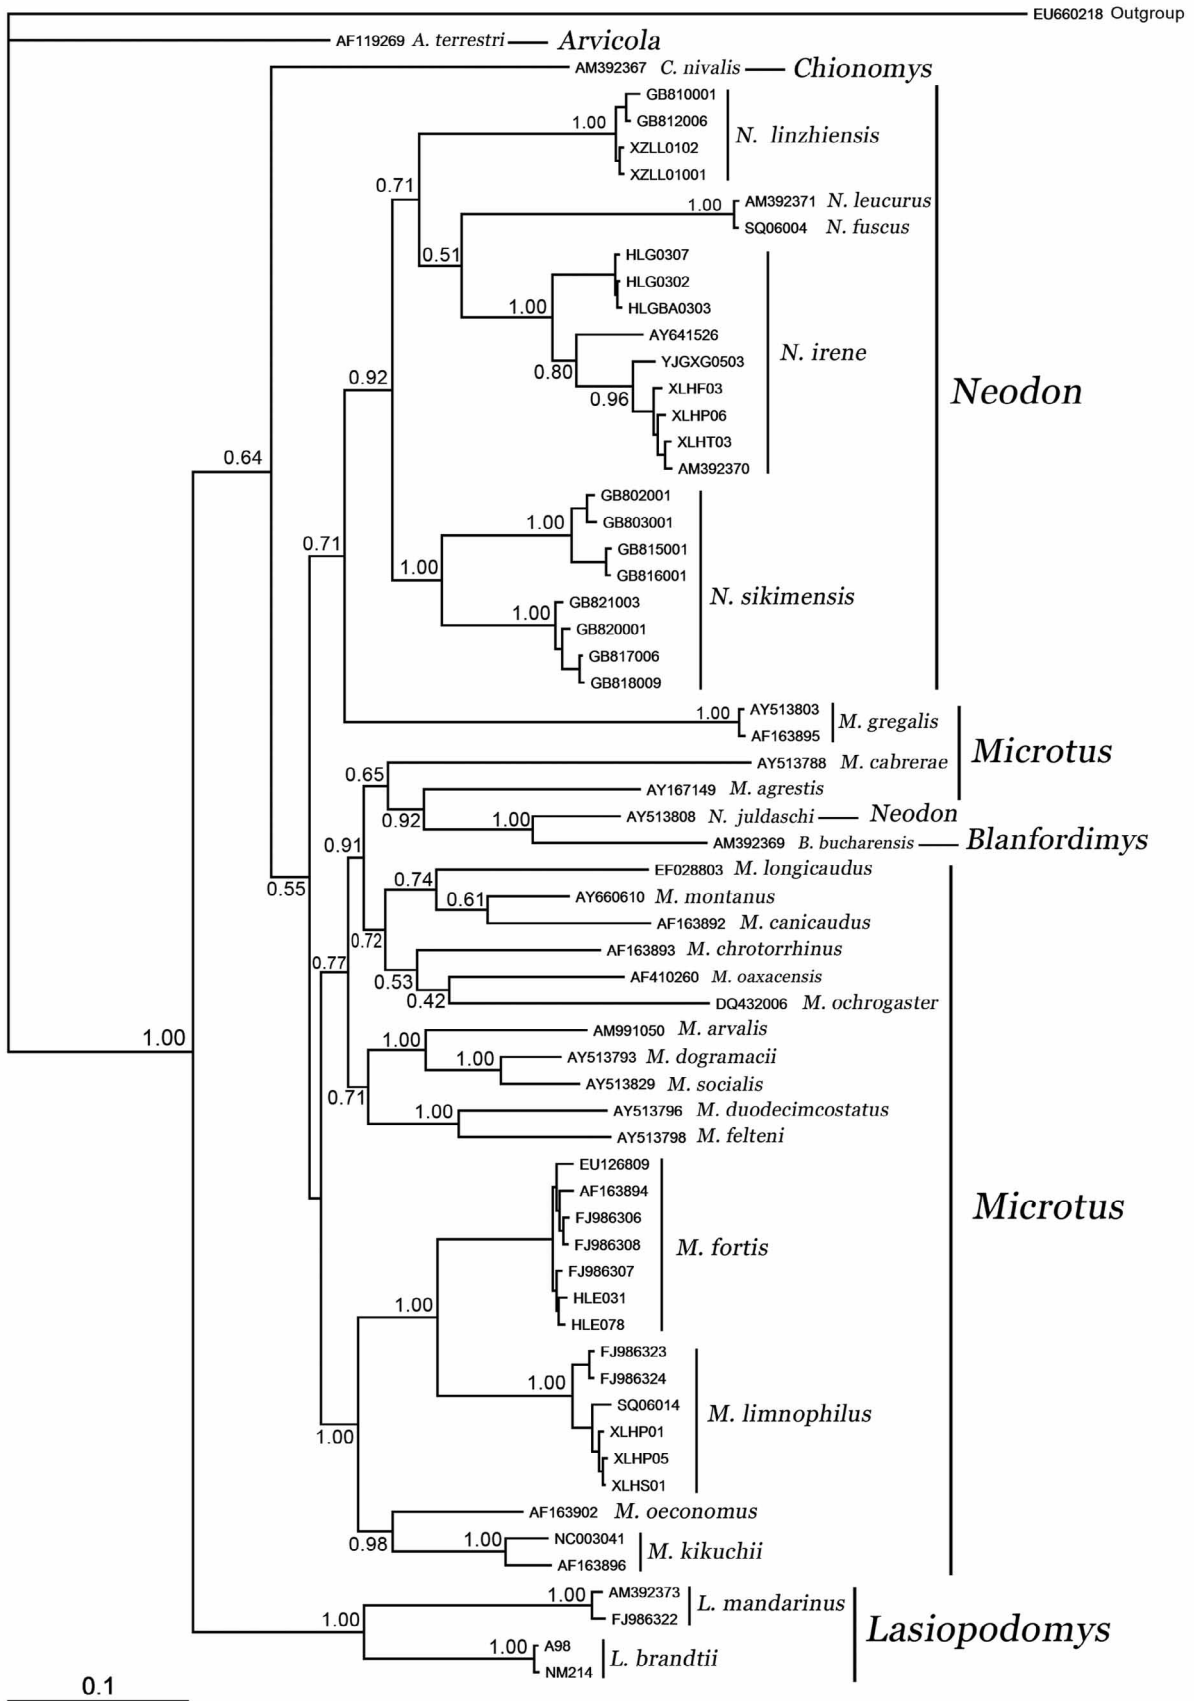 EU660218 Outgroup
AF119269 A. terrestri Arvicola
AM392367 C. nivalis Chionomys
GB810001
1.00 GB812006
N. linzhiensis
XZLL0102
XZLL01001
0.71
1.00 AM392371 N. leucurus
SQ06004 N. fuscus
0.51 HLG0307
HLG0302
1.00 HLGBA0303
AY641526
N. irene
0.80 YJGXG0503
0.92 XLHF03
Neodon
0.96 XLHP06
XLHT03
0.64 AM392370
GB802001
1.00 GB803001
0.71 GB815001
1.00 GB816001
N. sikimensis
1.00 GB821003
GB820001
GB817006
GB818009
1.00 AY513803
M. gregalis
AF163895
Microtus
0.65 AY513788 M. cabrerae
AY167149 M. agrestis
0.92 1.00 AY513808 N. juldaschi Neodon
0.91 AM392369 B. bucharensis Blanfordimys
0.55 0.74 EF028803 M. longicaudus
0.61 AY660610 M. montanus
AF163892 M. canicaudus
0.72
0.77 AF163893 M. chrotorrhinus
0.53 AF410260 M. oaxacensis
0.42 DQ432006 M. ochrogaster
1.00 1.00 AM991050 M. arvalis
1.00 AY513793 M. dogramacii
AY513829 M. socialis
0.71 1.00 AY513796 M. duodecimcostatus
AY513798 M. felteni
EU126809
AF163894
Microtus
FJ986306
FJ986308
M. fortis
FJ986307
1.00 HLE031
HLE078
FJ986323
1.00 FJ986324
SQ06014
M. limnophilus
1.00 XLHP01
XLHP05
XLHS01
AF163902 M. oeconomus
0.98 1.00 NC003041
M. kikuchii
AF163896
1.00 AM392373
L. mandarinus
1.00 FJ986322
Lasiopodomys
1.00 A98
L. brandtii
NM214
0.1